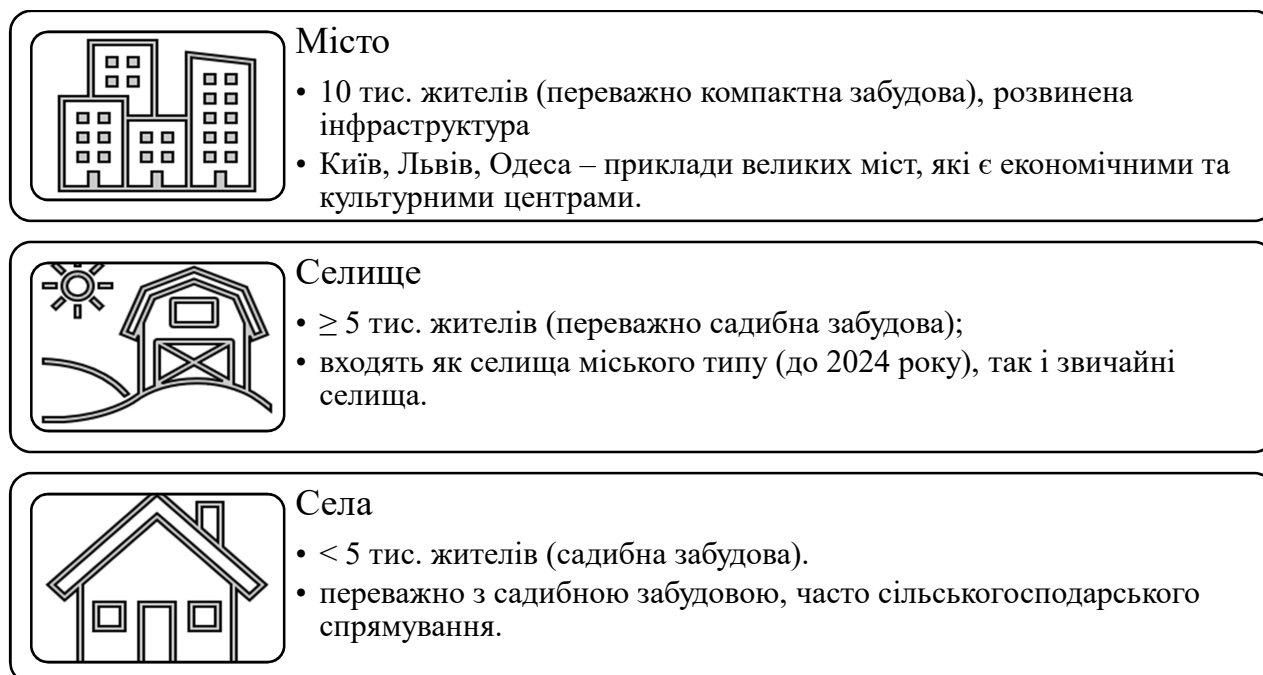 Місто
• 10 тис. жителів (переважно компактна забудова), розвинена
інфраструктура
• Київ, Львів, Одеса – приклади великих міст, які є економічними та
культурними центрами.
Селище
• ≥ 5 тис. жителів (переважно садибна забудова);
• входять як селища міського типу (до 2024 року), так і звичайні
селища.
Села
• < 5 тис. жителів (садибна забудова).
• переважно з садибною забудовою, часто сільськогосподарського
спрямування.